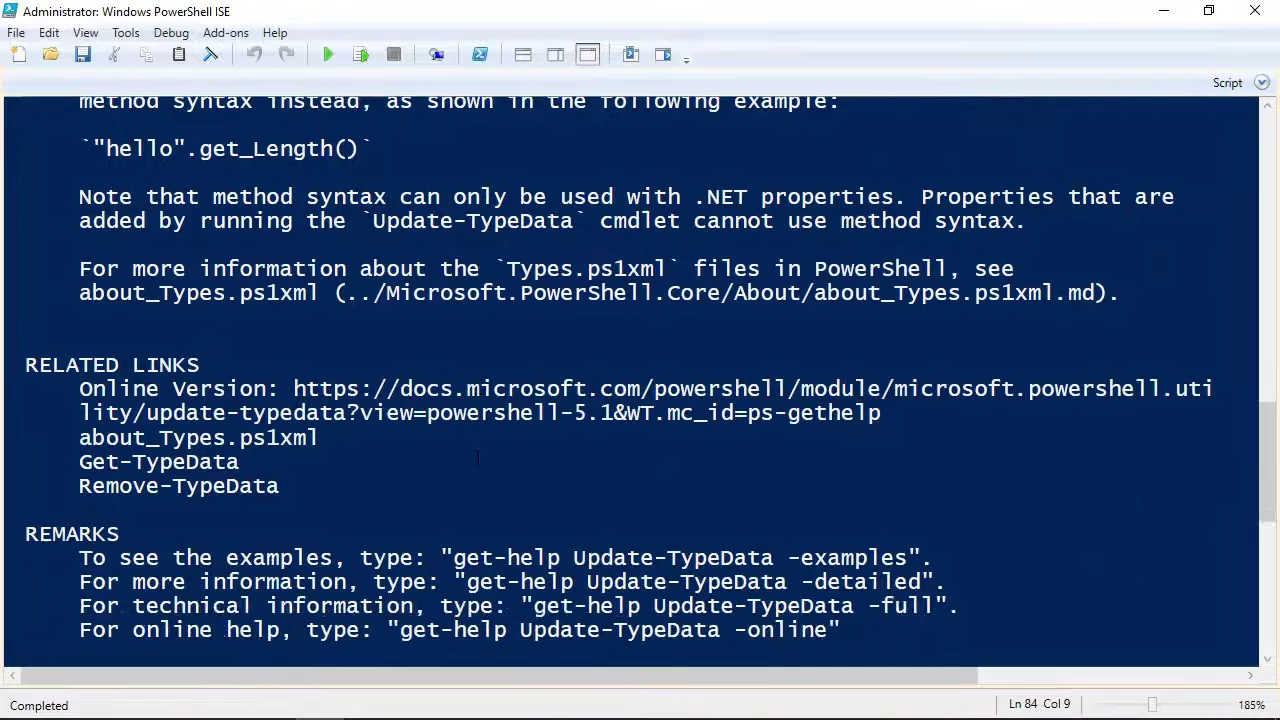 Administrator: Windows PowerShell ISE
File Edit View Tools Debug Add-ons Help
Script
method syntax instead, as shown in the following example:
`"hello".get_Length()`
Note that method syntax can only be used with .NET properties. Properties that are
added by running the `Update-TypeData` cmdlet cannot use method syntax.
For more information about the `Types.ps1xml` files in PowerShell, see
about_Types.ps1xml (../Microsoft.PowerShell.Core/About/about_Types.ps1xml.md).
RELATED LINKS
Online Version: https://docs.microsoft.com/powershell/module/microsoft.powershell.uti
lity/update-typedata?view=powershell-5.1&WT.mc_id=ps-gethelp
about_Types.ps1xml
Get-TypeData
Remove-TypeData
REMARKS
To see the examples, type: "get-help Update-TypeData -examples".
For more information, type: "get-help Update-TypeData -detailed".
For technical information, type: "get-help Update-TypeData -full".
For online help, type: "get-help Update-TypeData -online"
Completed
Ln 84 Col 9
185%